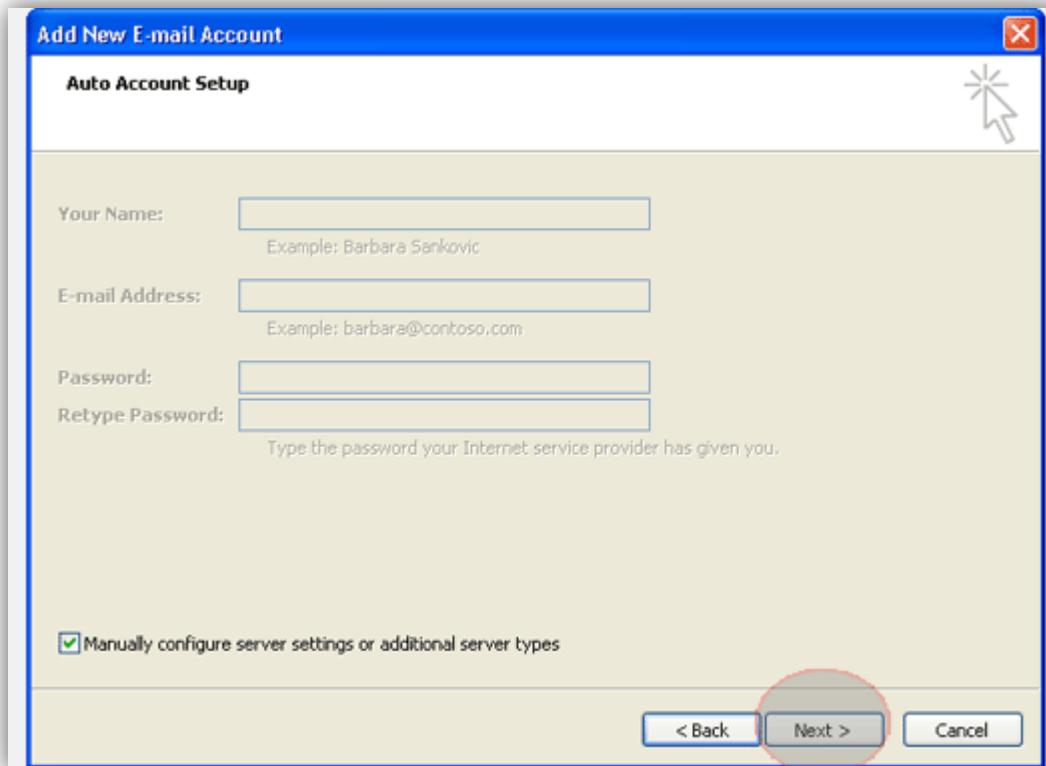 Add New E-mail Account
Auto Account Setup
Your Name:
Example: Barbara Sankovic
E-mail Address:
Example: barbara@contoso.com
Password:
Retype Password:
Type the password your Internet service provider has given you.
Manually configure server settings or additional server types
< Back Next > Cancel